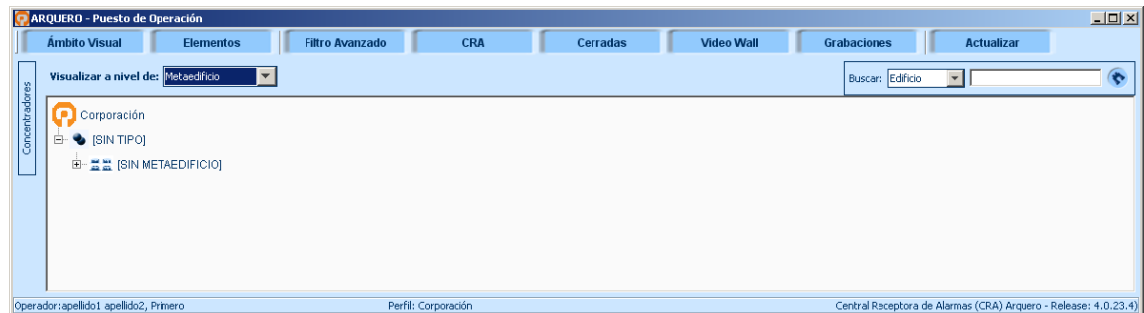 ARQUERO - Puesto de Operación
Ámbito Visual Elementos Filtro Avanzado CRA Cerradas Video Wall Grabaciones Actualizar
Concentradores
Visualizar a nivel de: Metaedificio Buscar: Edificio
Corporación
[SIN TIPO]
[SIN METAEDIFICIO]
Operador:apellido1 apellido2, Primero Perfil: Corporación Central Receptora de Alarmas (CRA) Arquero - Release: 4.0.23.4)